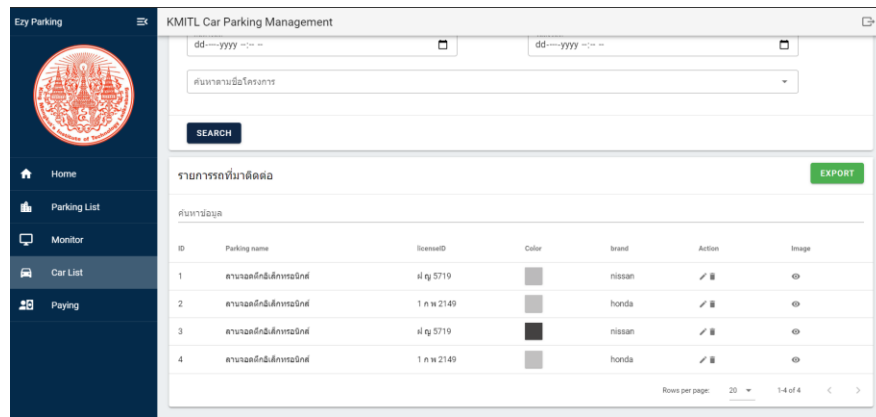 Ezy Parking
KMITL Car Parking Management
dd-----yyyy --:-- --
dd-----yyyy --:-- --
ค้นหาตามชื่อโครงการ
SEARCH
Home
Parking List
Monitor
Car List
Paying
รายการรถที่มาติดต่อ
EXPORT
ค้นหาข้อมูล
ID Parking name licenseID Color brand Action Image
1 ลานจอดตึกอิเล็กทรอนิกส์ ฝ ญ 5719 nissan
2 ลานจอดตึกอิเล็กทรอนิกส์ 1 ก พ 2149 honda
3 ลานจอดตึกอิเล็กทรอนิกส์ ฝ ญ 5719 nissan
4 ลานจอดตึกอิเล็กทรอนิกส์ 1 ก พ 2149 honda
Rows per page: 20 1-4 of 4